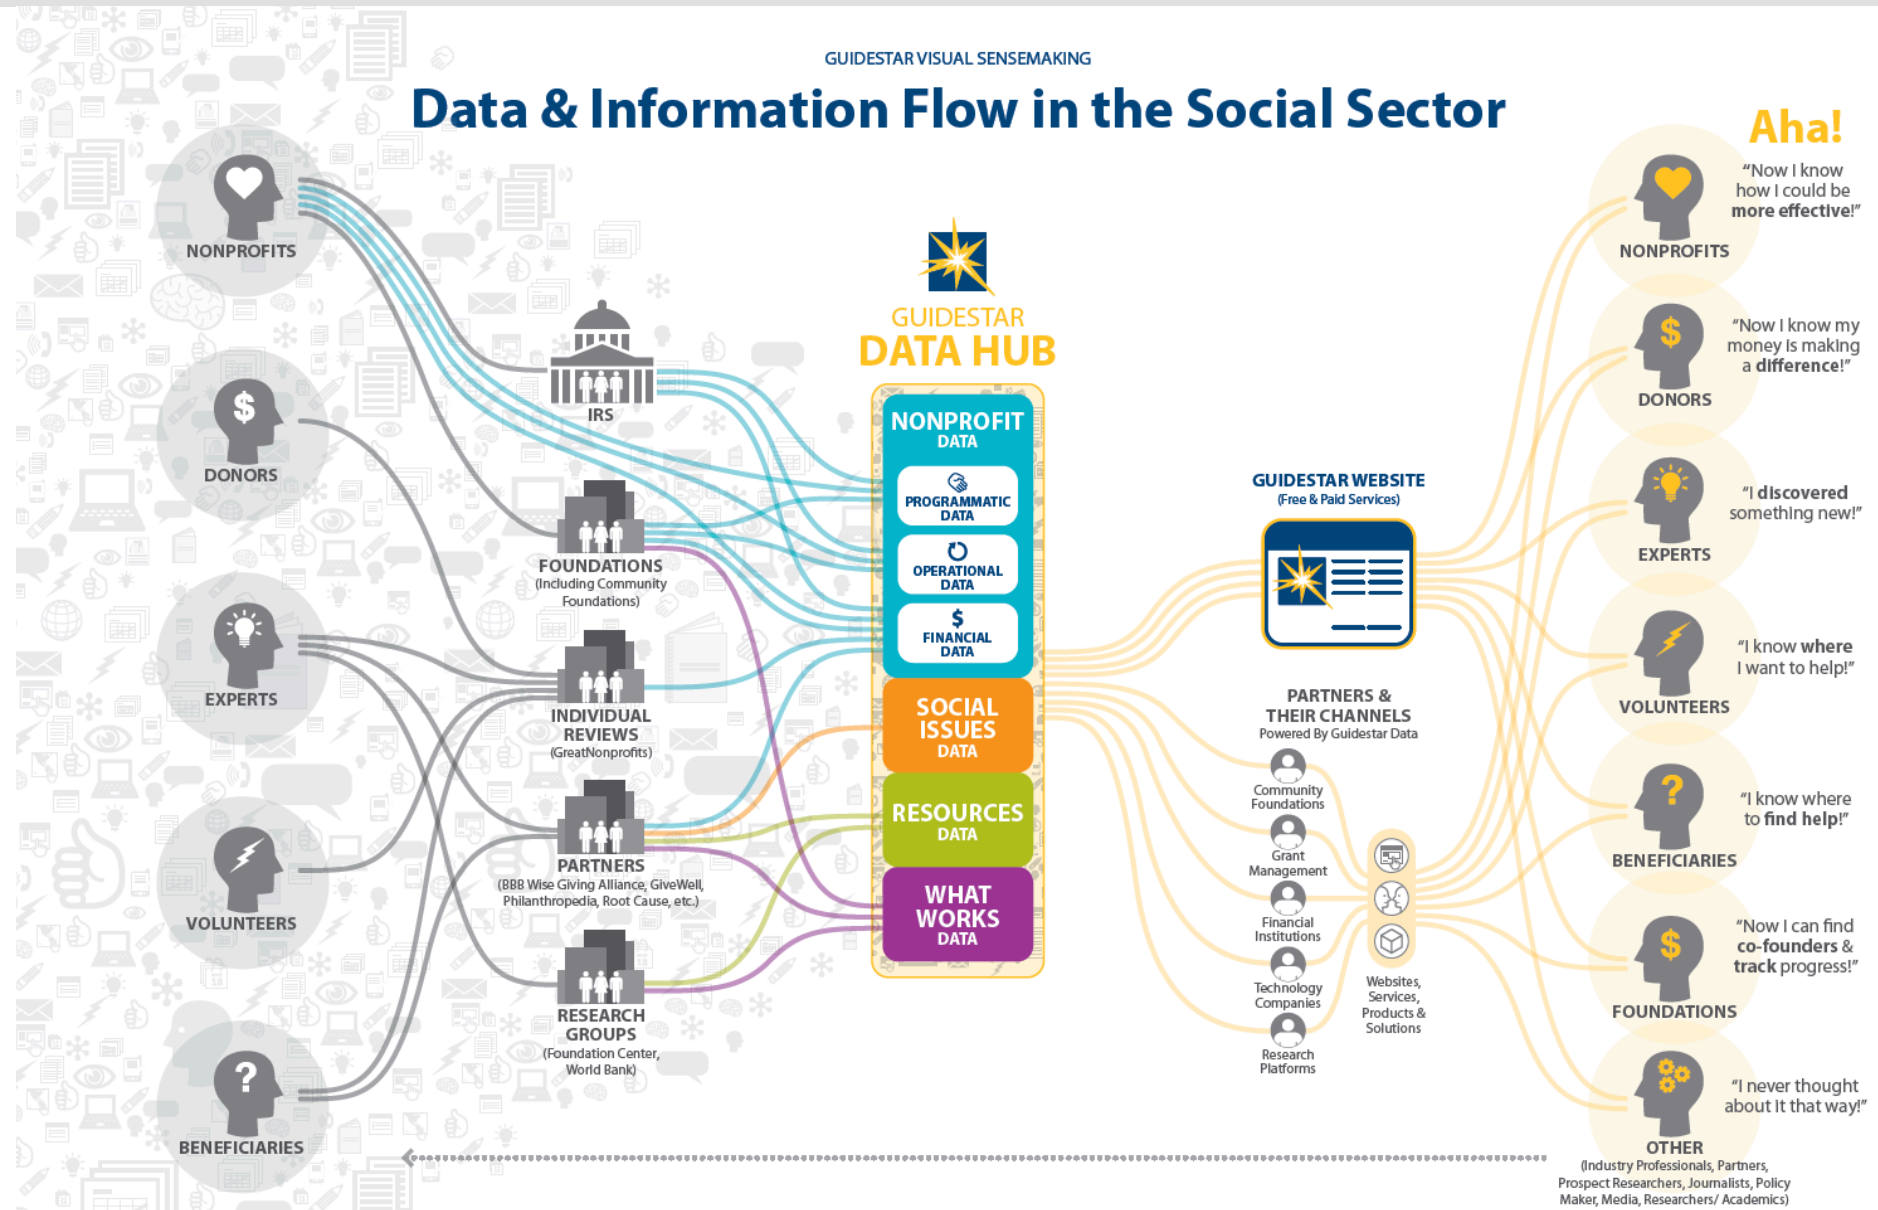 GUIDESTAR VISUAL SENSEMAKING
Data & Information Flow in the Social Sector
NONPROFITS
DONORS
$
EXPERTS
VOLUNTEERS
?
BENEFICIARIES
IRS
FOUNDATIONS
(Including Community
Foundations)
INDIVIDUAL
REVIEWS
(GreatNonprofits)
PARTNERS
(BBB Wise Giving Alliance, GiveWell,
Philanthropedia, Root Cause, etc.)
RESEARCH
GROUPS
(Foundation Center,
World Bank)
GUIDESTAR
DATA HUB
NONPROFIT
DATA
PROGRAMMATIC
DATA
OPERATIONAL
DATA
$
FINANCIAL
DATA
SOCIAL
ISSUES
DATA
RESOURCES
DATA
WHAT
WORKS
DATA
GUIDESTAR WEBSITE
(Free & Paid Services)
PARTNERS &
THEIR CHANNELS
Powered By Guidestar Data
Community
Foundations
Grant
Management
Financial
Institutions
Technology
Companies
Research
Platforms
Websites,
Services,
Products &
Solutions
Aha!
NONPROFITS
“Now I know
how I could be
more effective!”
$
DONORS
“Now I know my
money is making
a difference!”
EXPERTS
“I discovered
something new!”
VOLUNTEERS
“I know where
I want to help!”
?
BENEFICIARIES
“I know where
to find help!”
$
FOUNDATIONS
“Now I can find
co-founders &
track progress!”
OTHER
(Industry Professionals, Partners,
Prospect Researchers, Journalists, Policy
Maker, Media, Researchers/ Academics)
“I never thought
about it that way!”